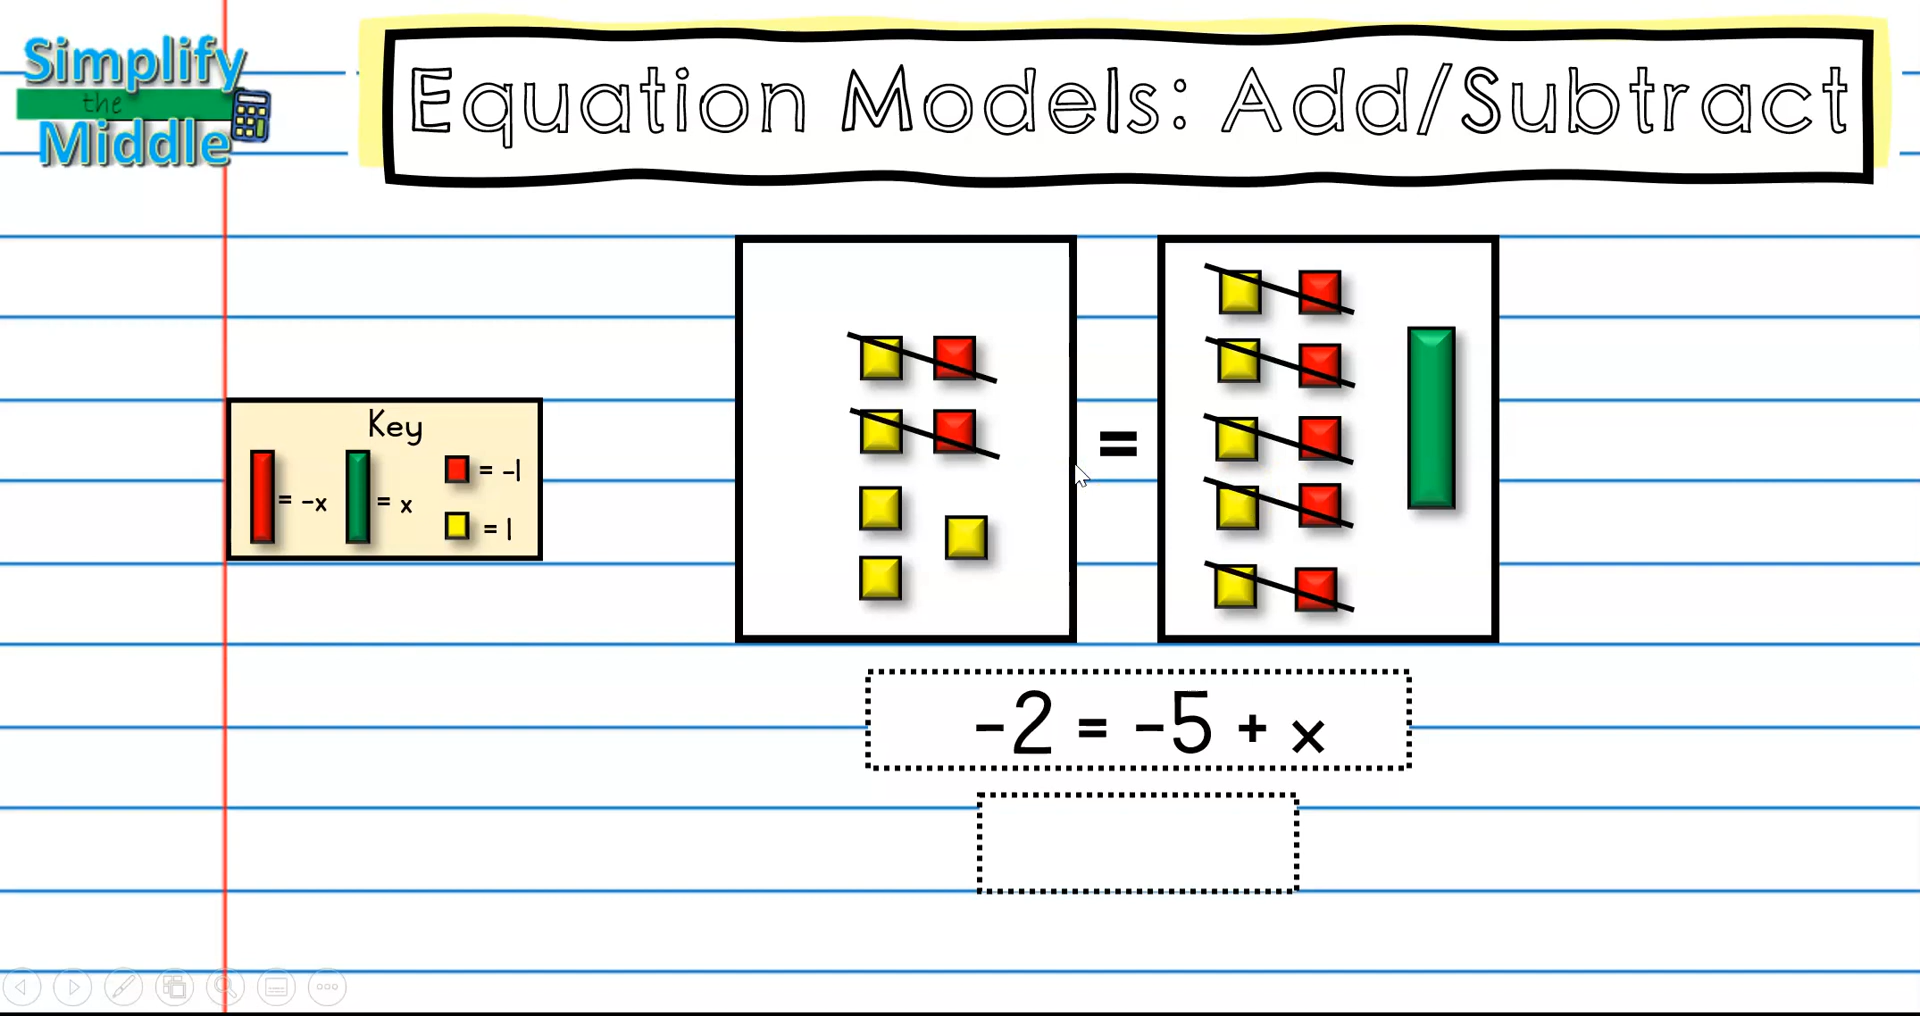 Simplify
the
Middle
Equation Models: Add/Subtract
Key
= -x = x = -1
= 1
=
-2 = -5 + x